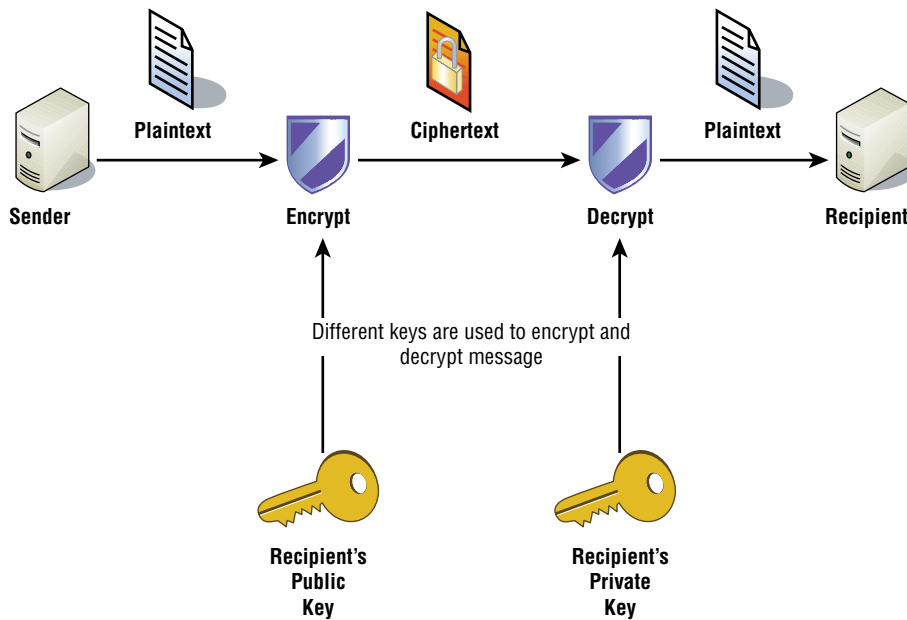 Plaintext
Ciphertext
Plaintext
Sender
Encrypt
Decrypt
Recipient
Different keys are used to encrypt and
decrypt message
Recipient's
Public
Key
Recipient's
Private
Key